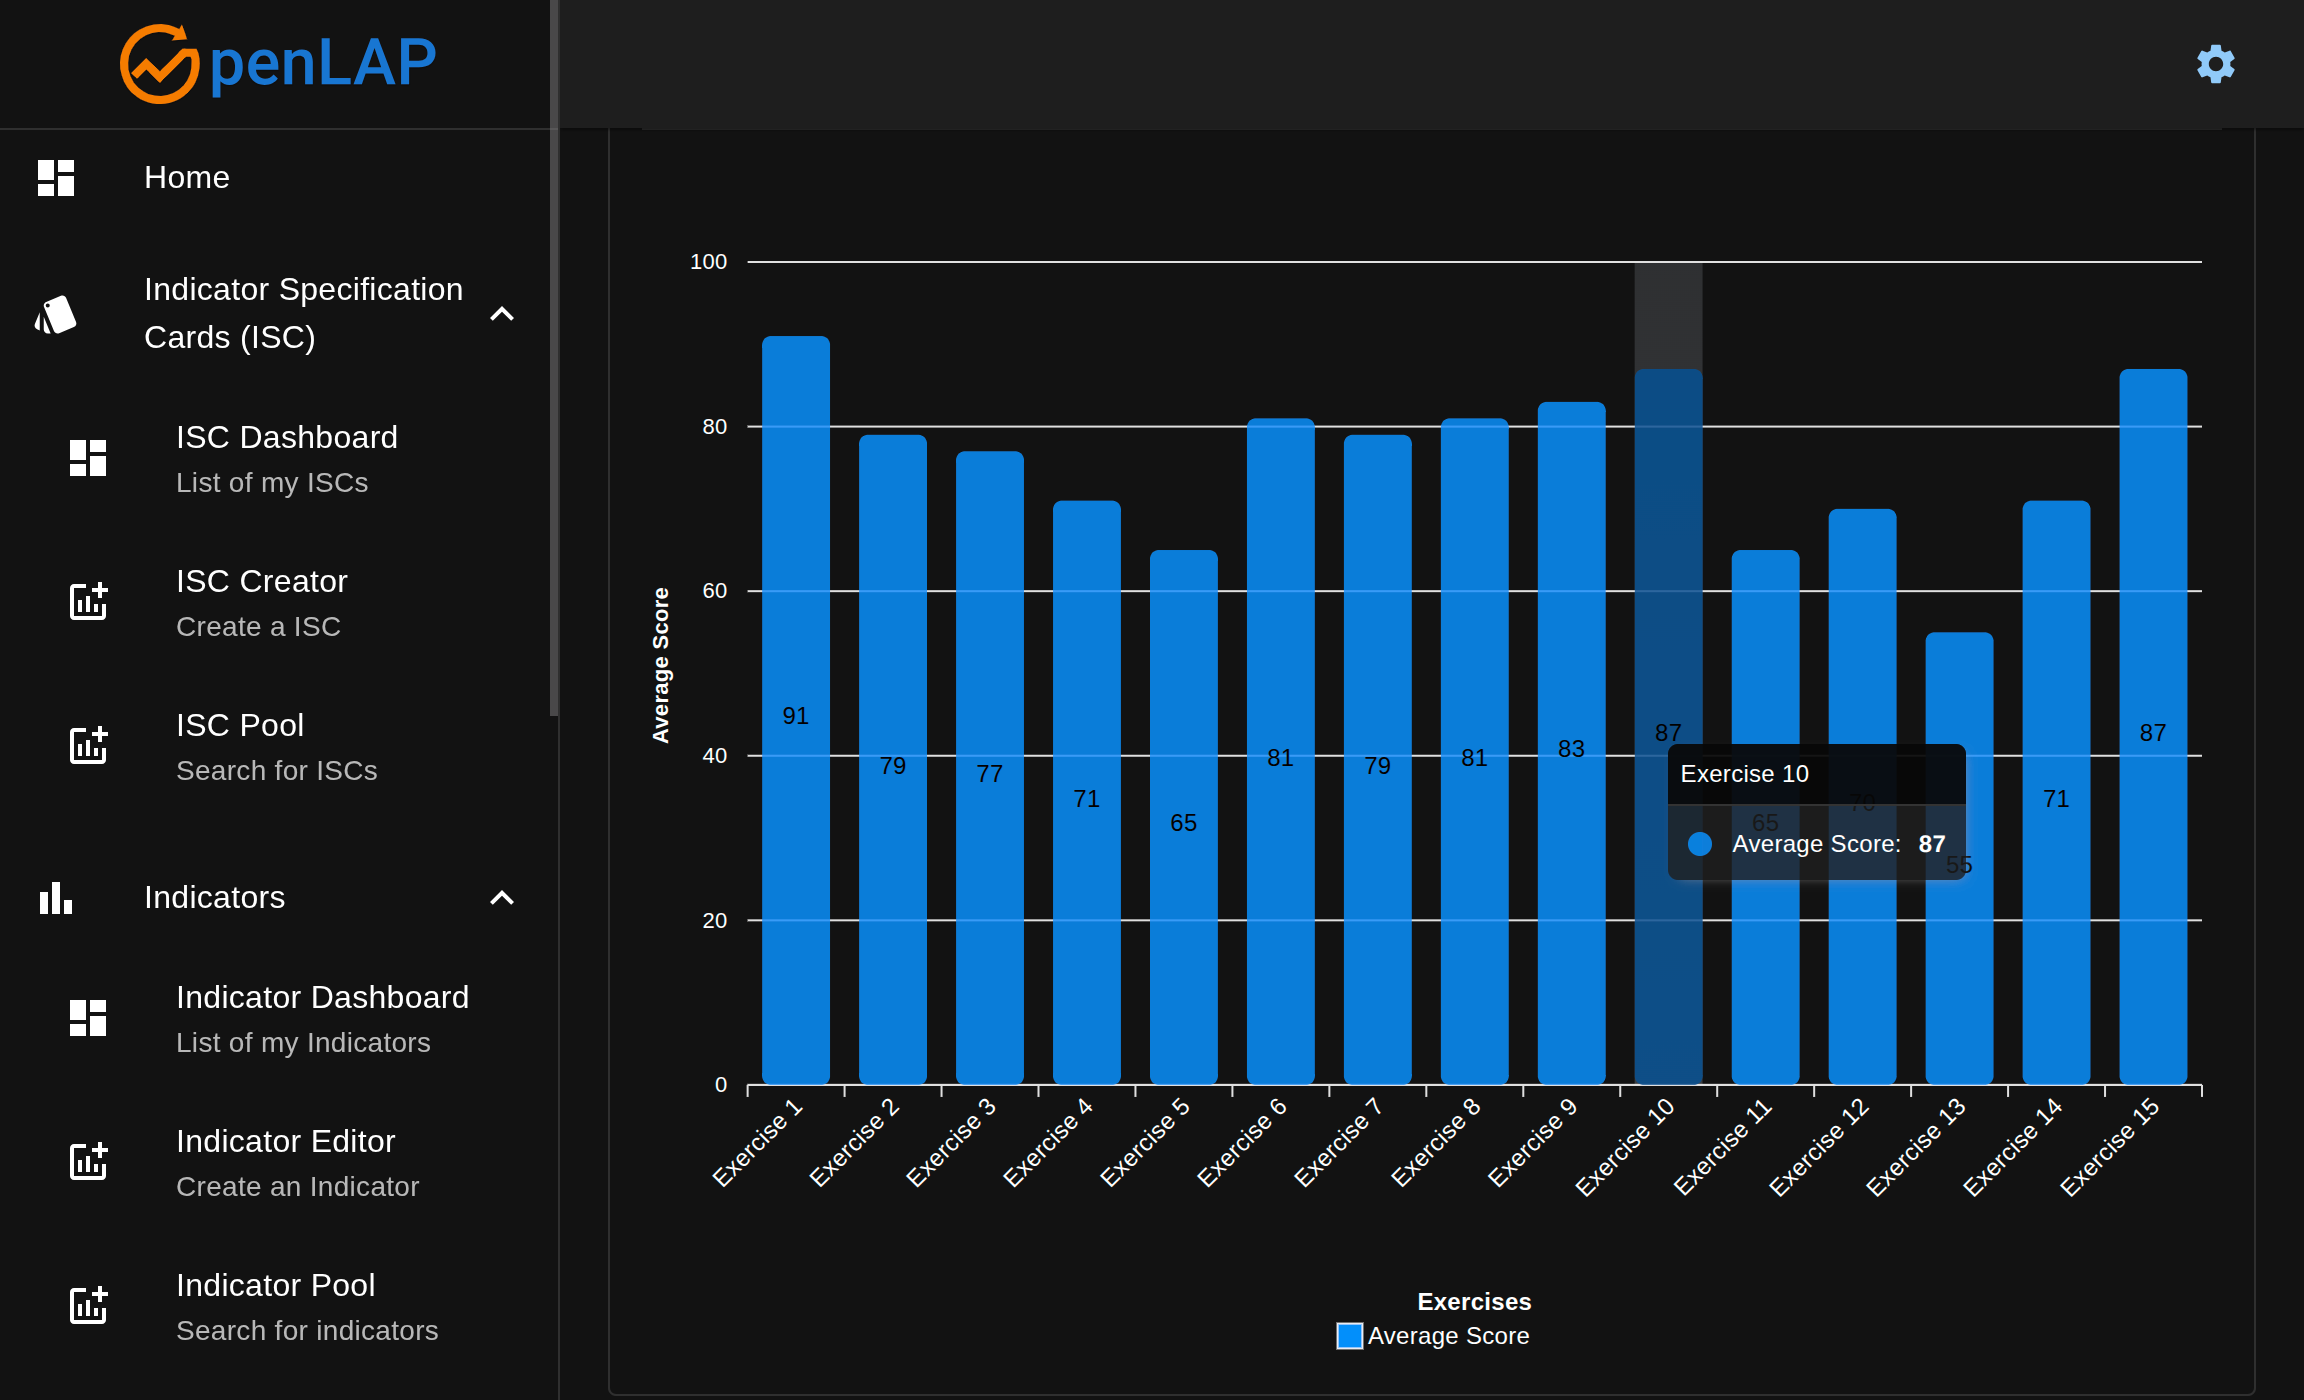 penLAP
Home
Indicator Specification
Cards (ISC)
ISC Dashboard
List of my ISCs
ISC Creator
Create a ISC
ISC Pool
Search for ISCs
Indicators
Indicator Dashboard
List of my Indicators
Indicator Editor
Create an Indicator
Indicator Pool
Search for indicators
Average Score
100
80
60
40
20
0
91
79
77
71
65
81
79
81
83
87
65
70
55
71
87
Exercise 10
Average Score: 87
Exercise 1
Exercise 2
Exercise 3
Exercise 4
Exercise 5
Exercise 6
Exercise 7
Exercise 8
Exercise 9
Exercise 10
Exercise 11
Exercise 12
Exercise 13
Exercise 14
Exercise 15
Exercises
Average Score